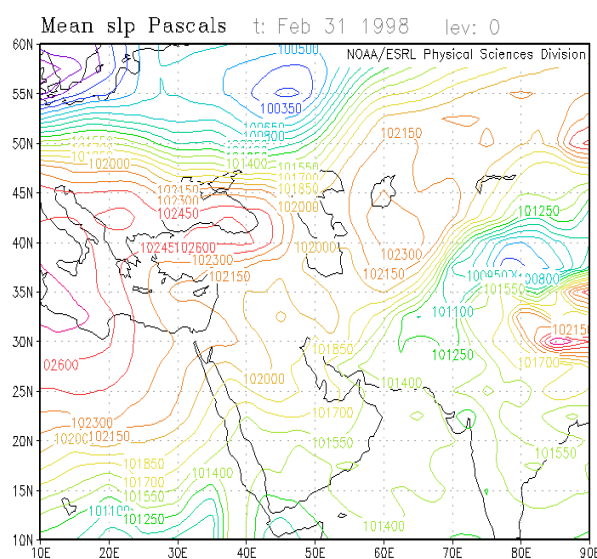 Mean slp Pascals t: Feb 31 1998 lev: 0
60N 100500 NOAA/ESRL Physical Sciences Division
55N 100350
100650
102150
50N 100800
102000 101400 101550
101700
45N 102150 101850
102300 102000
102450 101250
40N 102451 102600 102000
102300 102300 100950 100800
102150 102150
35N 101550
101100
102150
30N 101250
102600 101850 101700
101400
25N 102000
102300 101700
102000 102150
20N 101550
101850 101400 101550
101700
15N 101550
101100
101250 101400
10N
10E 20E 30E 40E 50E 60E 70E 80E 90E